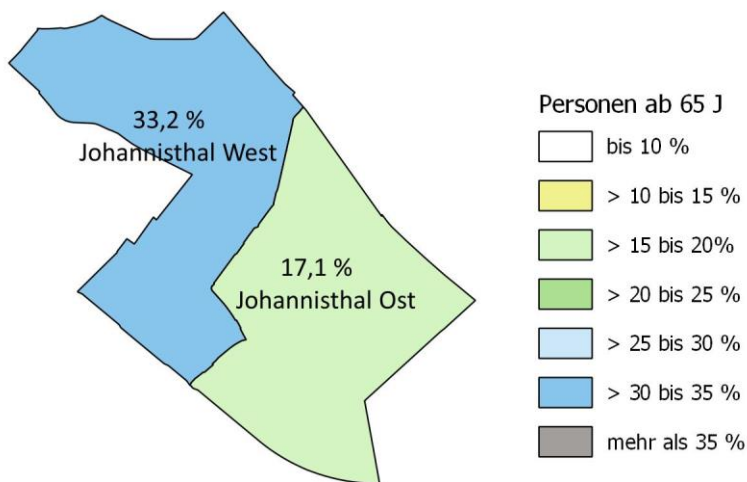 33,2 %
Johannisthal West
17,1 %
Johannisthal Ost
Personen ab 65 J
bis 10 %
> 10 bis 15 %
> 15 bis 20%
> 20 bis 25 %
> 25 bis 30 %
> 30 bis 35 %
mehr als 35 %